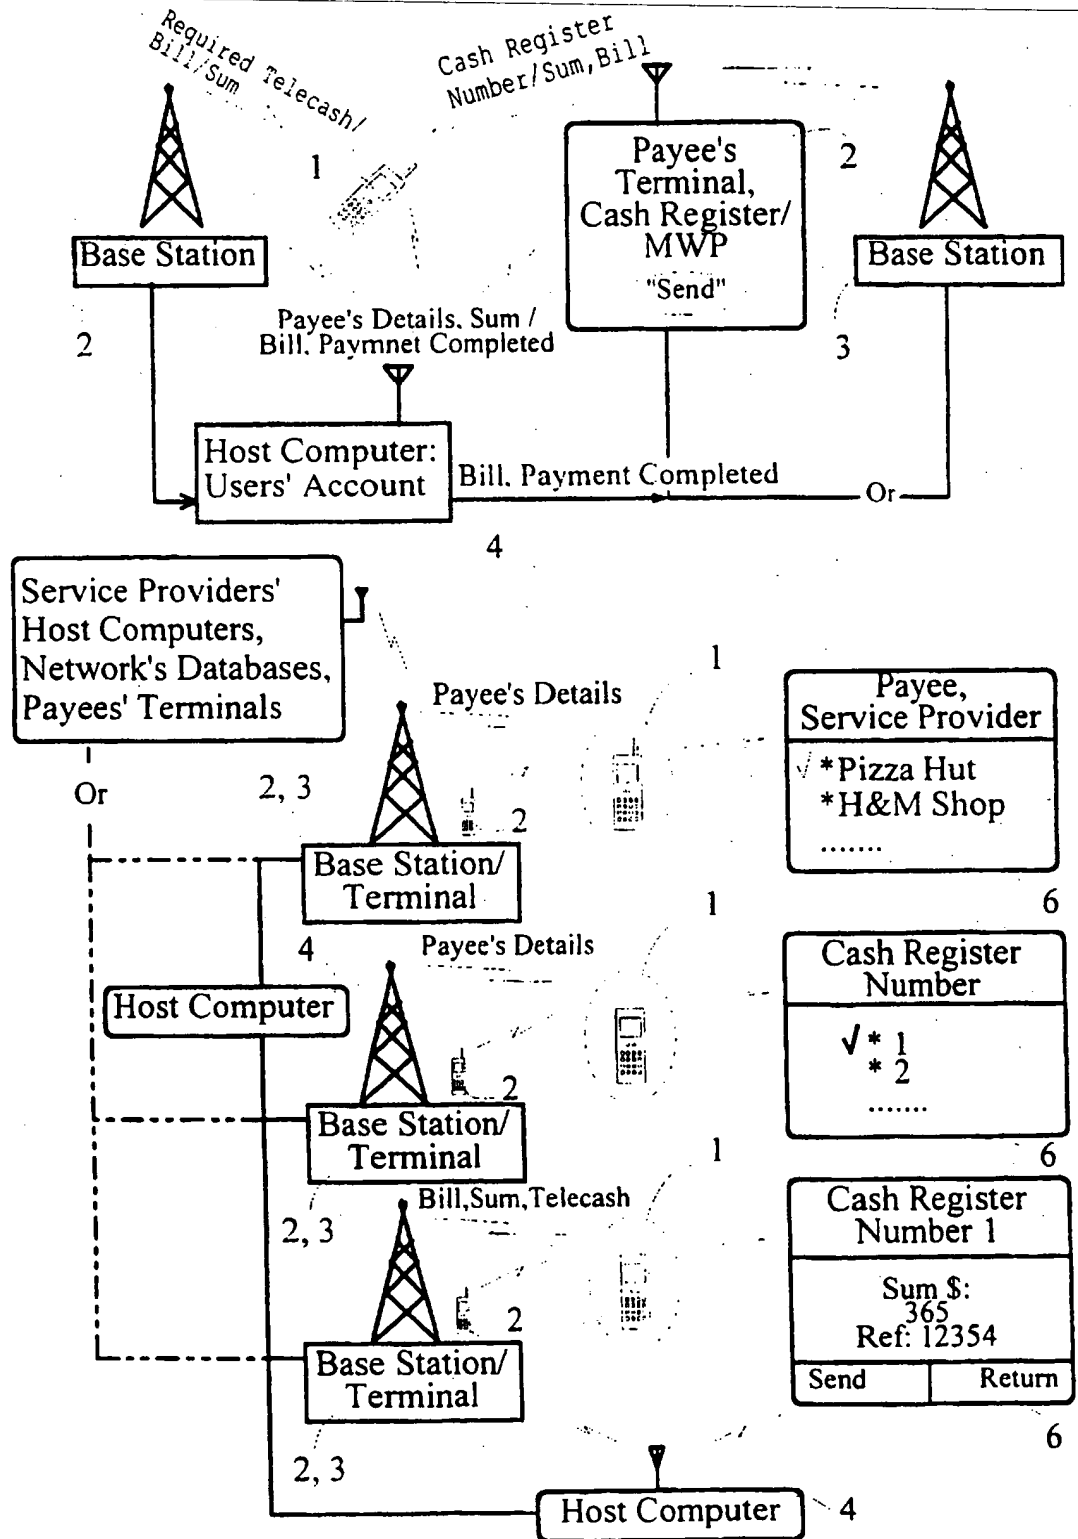 Required Telecash/
Bill/Sum
Cash Register
Number/Sum,Bill
1
Payee's
Terminal,
Cash Register/
MWP
"Send"
2
Base Station
Base Station
2
3
Payee's Details. Sum /
Bill. Paymnet Completed
Host Computer:
Users' Account
Bill. Payment Completed
Or
4
Service Providers'
Host Computers,
Network's Databases,
Payees' Terminals
Or
Payee's Details
1
Payee,
Service Provider
√ *Pizza Hut
*H&M Shop
.......
2, 3
2
Base Station/
Terminal
6
4
Payee's Details
1
Cash Register
Number
√ * 1
* 2
.......
Host Computer
2
Base Station/
Terminal
6
2, 3
Bill,Sum,Telecash
1
Cash Register
Number 1
Sum $:
365
Ref: 12354
Send Return
2
Base Station/
Terminal
6
2, 3
Host Computer
4